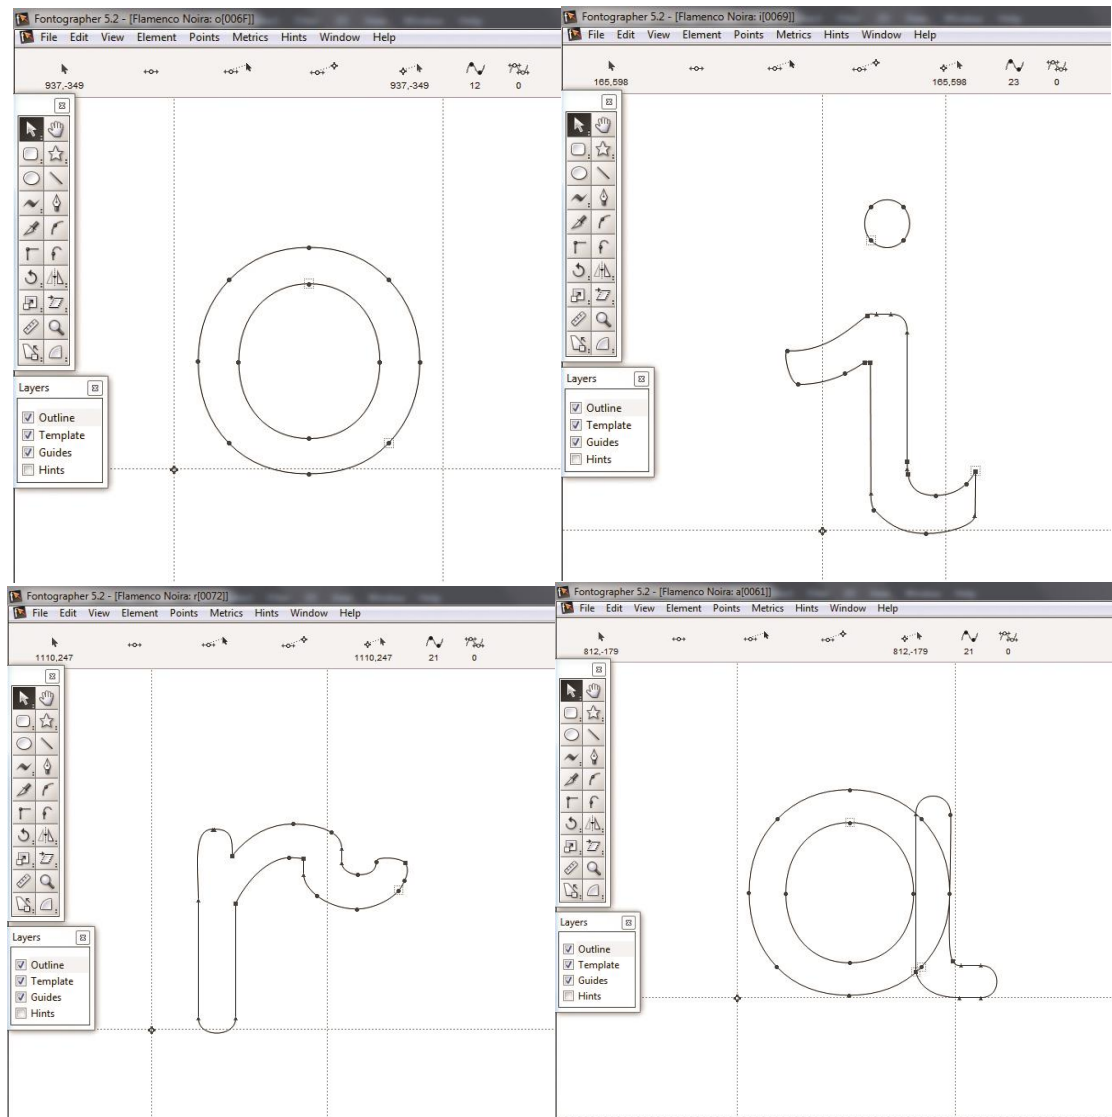 Fontographer 5.2 - [Flamenco Noira: o[006F]]
File Edit View Element Points Metrics Hints Window Help
937,-349 937,-349 12 0
Layers
Outline
Template
Guides
Hints
Fontographer 5.2 - [Flamenco Noira: i[0069]]
File Edit View Element Points Metrics Hints Window Help
165,598 165,598 23 0
Layers
Outline
Template
Guides
Hints
Fontographer 5.2 - [Flamenco Noira: r[0072]]
File Edit View Element Points Metrics Hints Window Help
1110,247 1110,247 21 0
Layers
Outline
Template
Guides
Hints
Fontographer 5.2 - [Flamenco Noira: a[0061]]
File Edit View Element Points Metrics Hints Window Help
812,-179 812,-179 21 0
Layers
Outline
Template
Guides
Hints